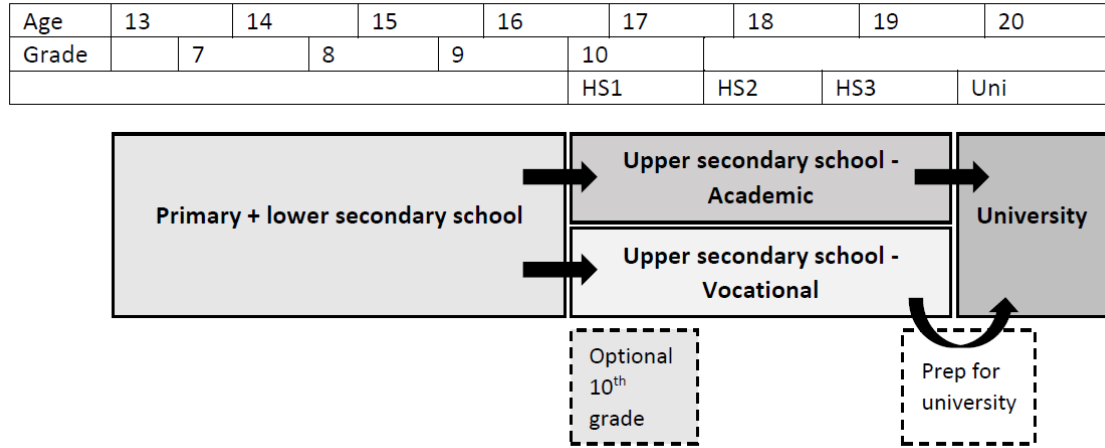 Age 13 14 15 16 17 18 19 20
Grade 7 8 9 10
HS1 HS2 HS3 Uni
Primary + lower secondary school
Upper secondary school -
Academic
Upper secondary school -
Vocational
University
Optional
10th
grade
Prep for
university